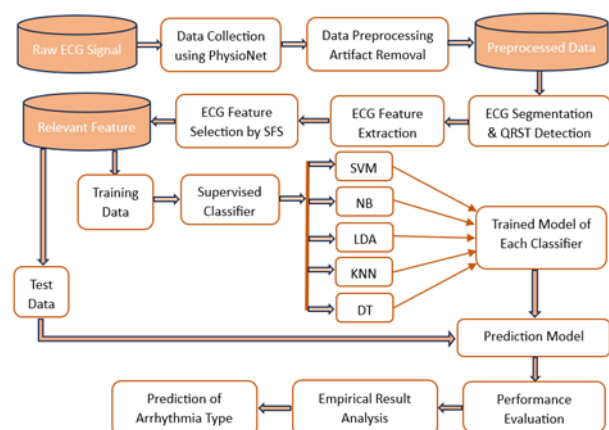 Raw ECG Signal
Data Collection
using PhysioNet
Data Preprocessing
Artifact Removal
Preprocessed Data
Relevant Feature
ECG Feature
Selection by SFS
ECG Feature
Extraction
ECG Segmentation
& QRST Detection
Training
Data
Supervised
Classifier
SVM
NB
LDA
KNN
DT
Trained Model of
Each Classifier
Test
Data
Prediction Model
Prediction of
Arrhythmia Type
Empirical Result
Analysis
Performance
Evaluation